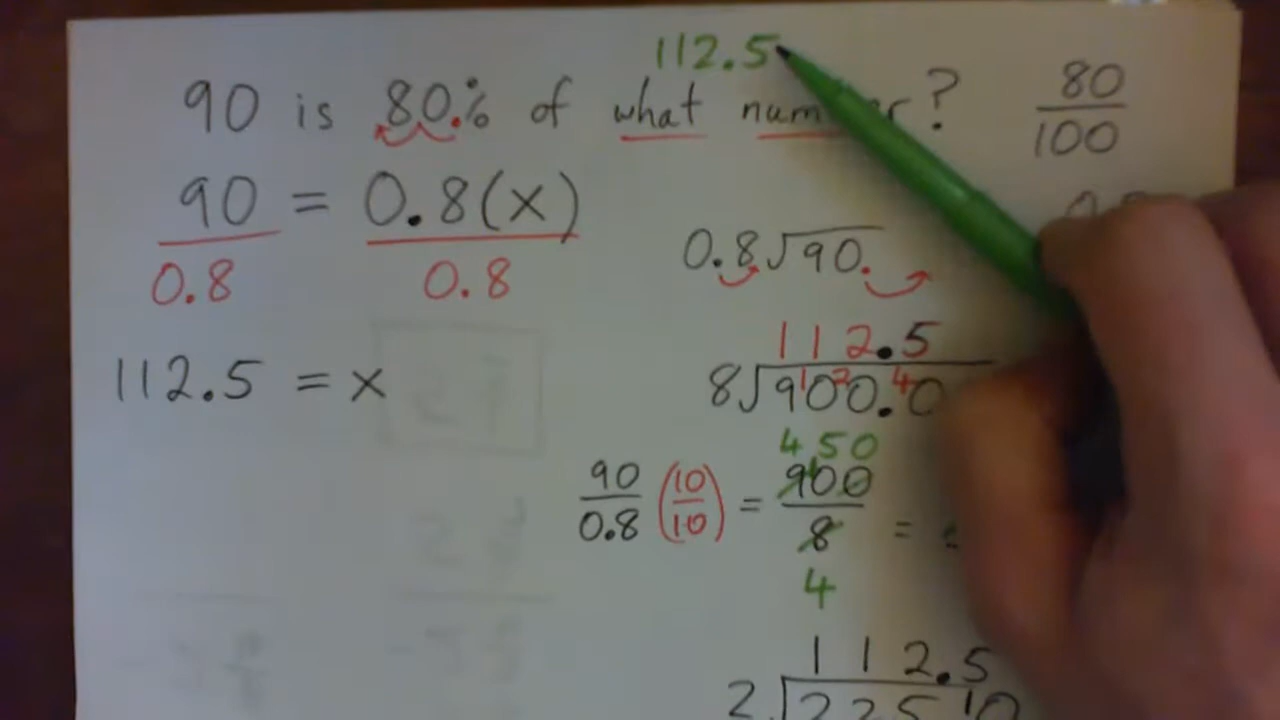 112.5
90 is 80.% of what number?
80/100
90 = 0.8(x)
0.8 0.8
0.8√90.
112.5 = x
112.5
8√900.0
450
90/0.8 (10/10) = 900/8 =
4
112.5
2√225